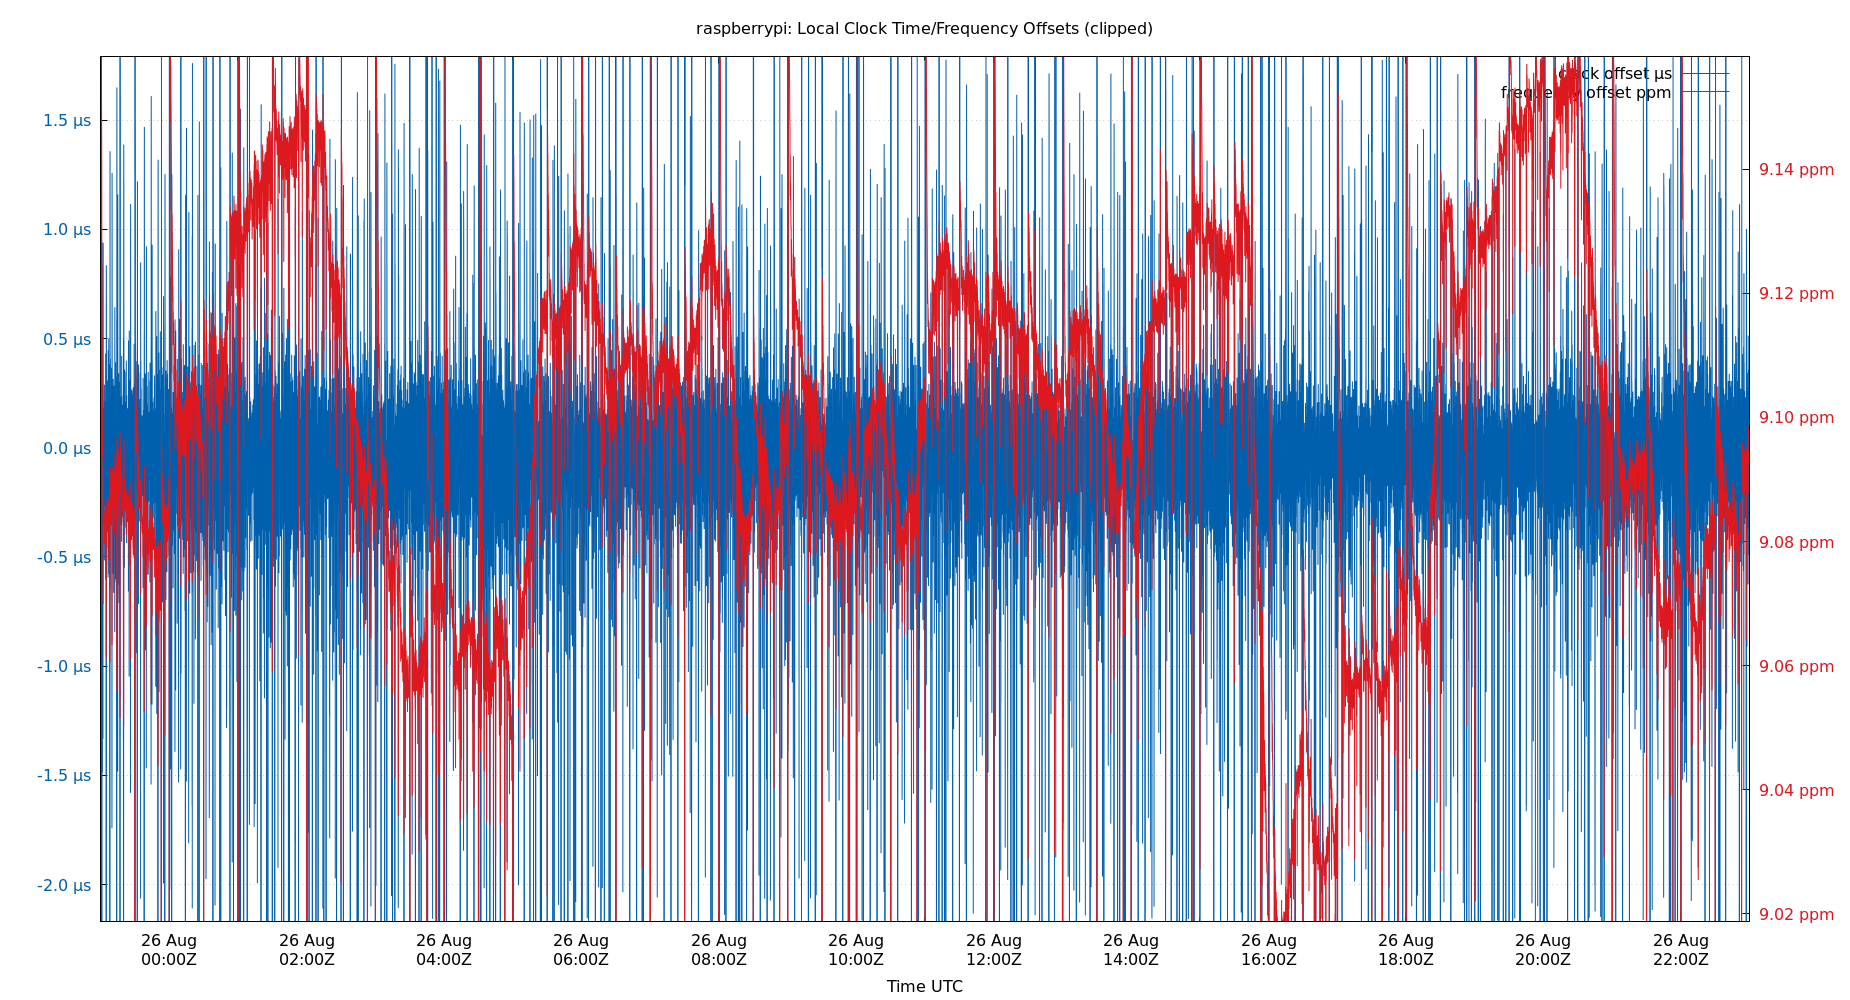 raspberrypi: Local Clock Time/Frequency Offsets (clipped)
clock offset µs
frequency offset ppm
1.5 µs
1.0 µs
0.5 µs
0.0 µs
-0.5 µs
-1.0 µs
-1.5 µs
-2.0 µs
9.14 ppm
9.12 ppm
9.10 ppm
9.08 ppm
9.06 ppm
9.04 ppm
9.02 ppm
26 Aug 26 Aug 26 Aug 26 Aug 26 Aug 26 Aug 26 Aug 26 Aug 26 Aug 26 Aug 26 Aug 26 Aug
00:00Z 02:00Z 04:00Z 06:00Z 08:00Z 10:00Z 12:00Z 14:00Z 16:00Z 18:00Z 20:00Z 22:00Z
Time UTC